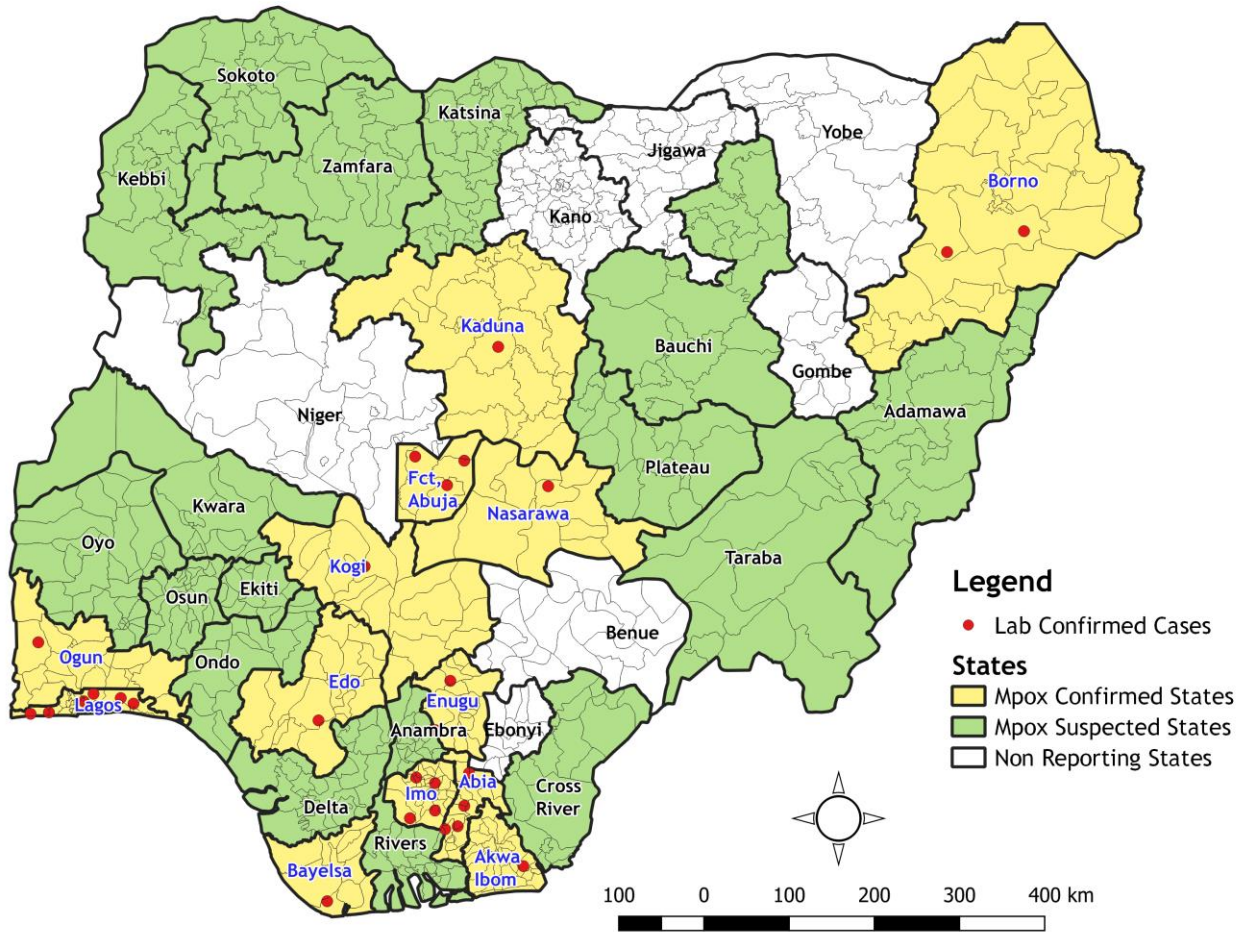 Sokoto
Katsina
Yobe
Jigawa
Zamfara
Kebbi
Borno
Kano
Kaduna
Bauchi
Gombe
Niger
Adamawa
Plateau
Fct,
Abuja
Nasarawa
Kwara
Oyo
Taraba
Kogi
Ekiti
Osun
Benue
Ogun
Ondo
Edo
Enugu
Lagos
Anambra
Ebonyi
Abia
Imo
Cross
River
Delta
Rivers
Bayelsa
Akwa
Ibom
Legend
Lab Confirmed Cases
States
Mpox Confirmed States
Mpox Suspected States
Non Reporting States
100 0 100 200 300 400 km